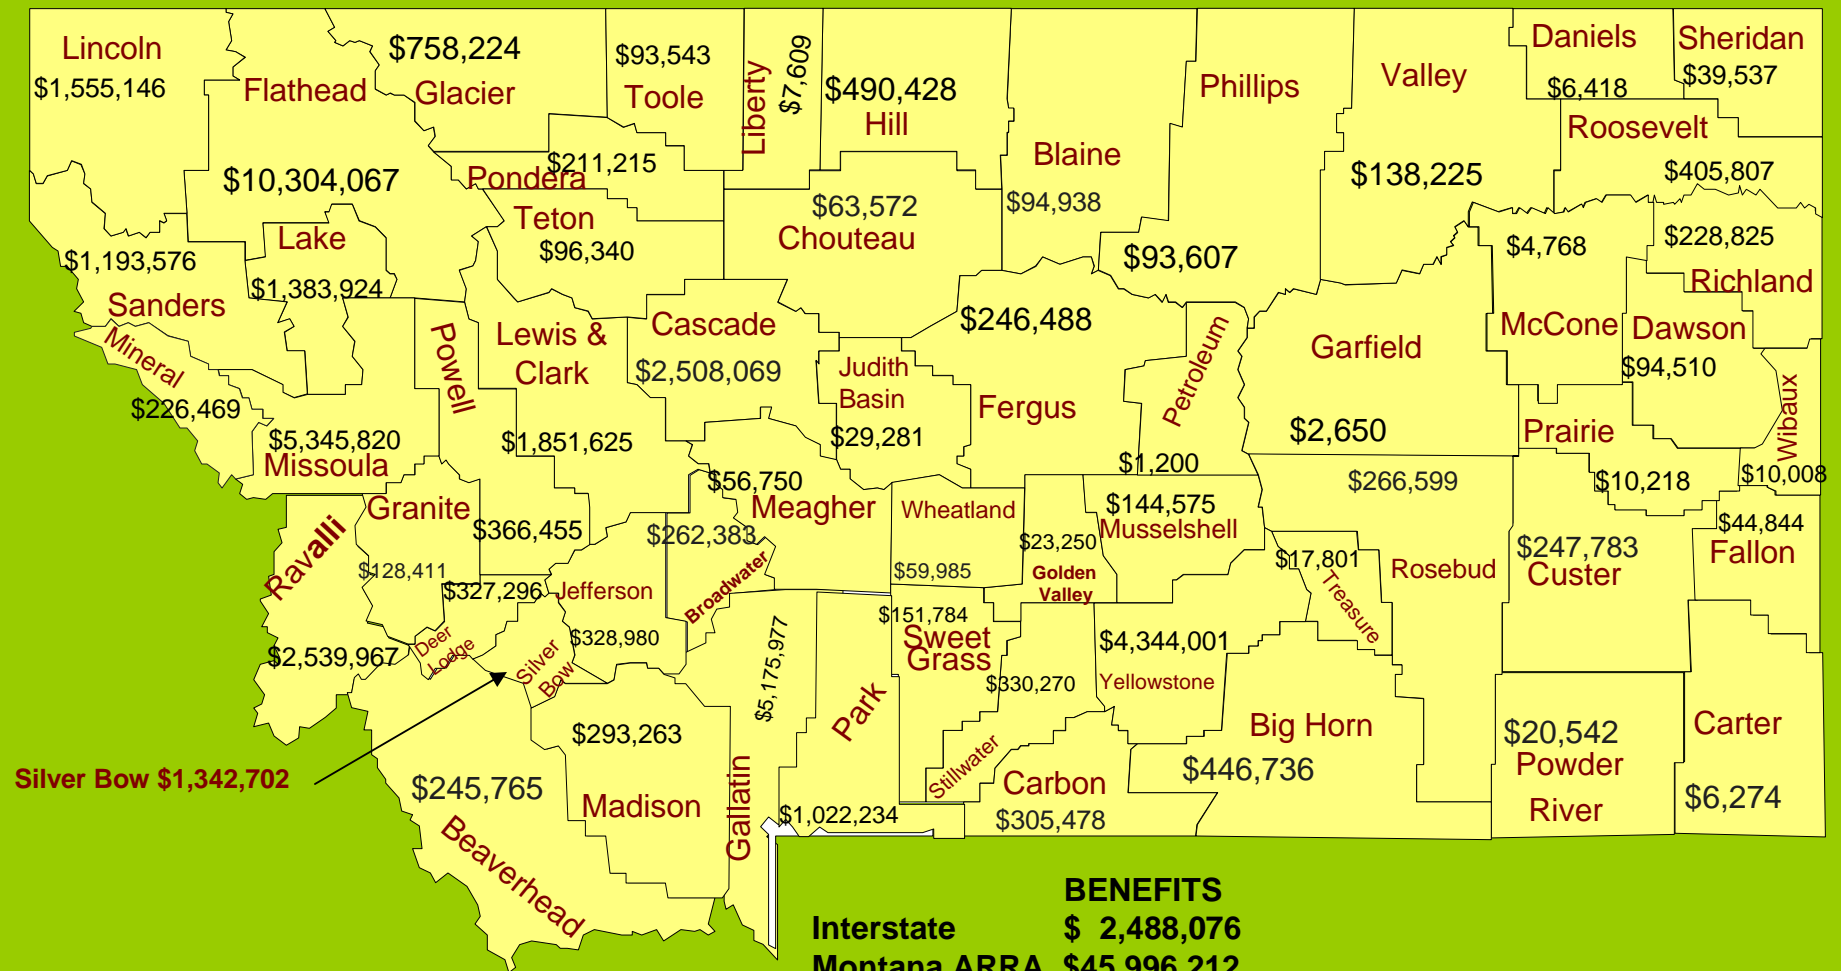 Lincoln
$1,555,146
Flathead
$10,304,067
$758,224
Glacier
$93,543
Toole
Liberty
$7,609
$490,428
Hill
Blaine
$94,938
Phillips
$93,607
Valley
$138,225
Daniels
$6,418
Sheridan
$39,537
Roosevelt
$405,807
$211,215
Pondera
Teton
$96,340
$63,572
Chouteau
Lake
$1,383,924
$1,193,576
Sanders
Mineral
$226,469
Powell
Lewis &
Clark
$1,851,625
Cascade
$2,508,069
Judith
Basin
$29,281
$246,488
Fergus
Petroleum
$1,200
Garfield
$2,650
$4,768
McCone
$228,825
Richland
Dawson
$94,510
Wibaux
$10,008
Prairie
$10,218
$5,345,820
Missoula
Granite
$128,411
$366,455
$56,750
Meagher
$262,383
Broadwater
Wheatland
$59,985
$23,250
Golden
Valley
$144,575
Musselshell
$266,599
Rosebud
$17,801
Treasure
$247,783
Custer
$44,844
Fallon
Ravalli
$2,539,967
$327,296
Deer
Lodge
Jefferson
$328,980
Silver
Bow
$5,175,977
Gallatin
Park
$1,022,234
$151,784
Sweet
Grass
$330,270
Stillwater
$4,344,001
Yellowstone
Big Horn
$446,736
$20,542
Powder
River
Carter
$6,274
Carbon
$305,478
$293,263
Madison
$245,765
Beaverhead
Silver Bow $1,342,702
BENEFITS
Interstate $ 2,488,076
Montana ARRA $45,996,212